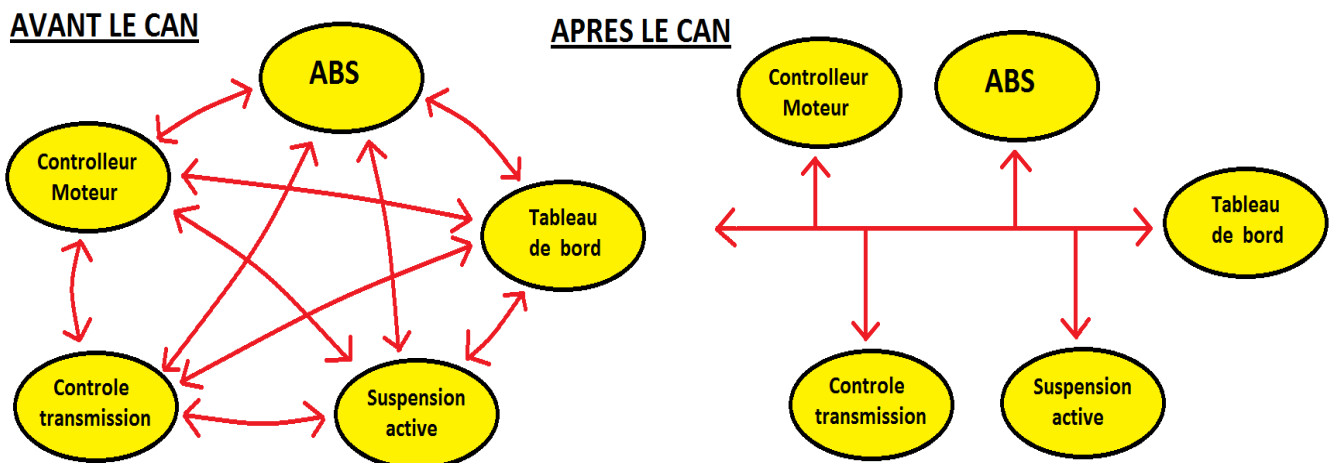 AVANT LE CAN
ABS
Controlleur
Moteur
Tableau
de bord
Controle
transmission
Suspension
active
APRES LE CAN
Controlleur
Moteur
ABS
Tableau
de bord
Controle
transmission
Suspension
active